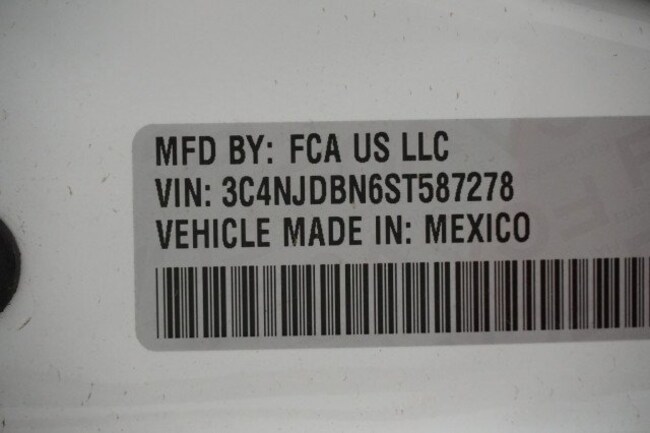 MFD BY: FCA US LLC
VIN: 3C4NJDBN6ST587278
VEHICLE MADE IN: MEXICO